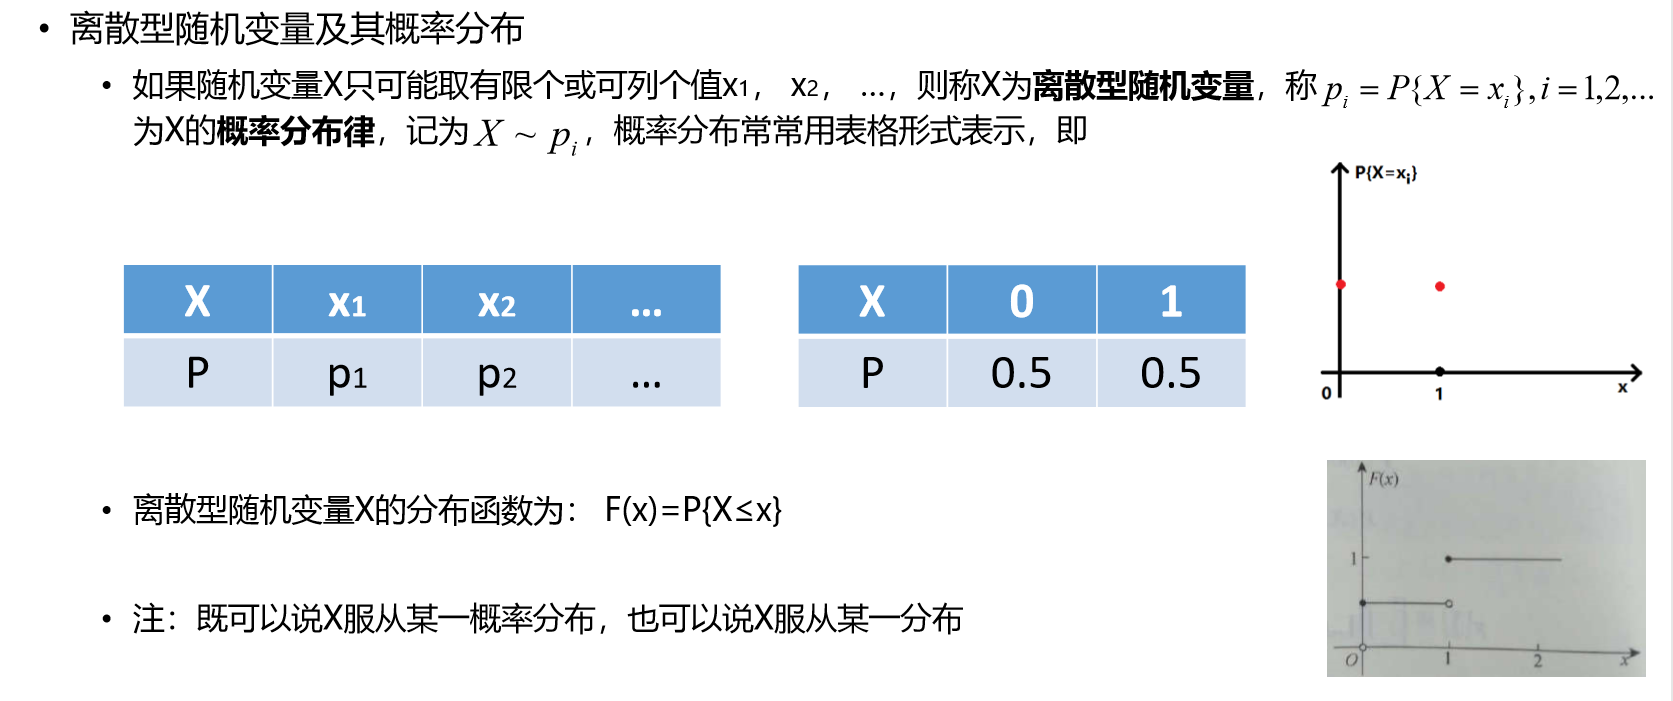 • 离散型随机变量及其概率分布
• 如果随机变量X只可能取有限个或可列个值x1， x2， …，则称X为离散型随机变量，称 p_i = P{X = x_i}, i = 1,2,...
为X的概率分布律，记为 X ~ p_i ，概率分布常常用表格形式表示，即
P{X=x_i}
0 1 x
X x1 x2 …
P p1 p2 …
X 0 1
P 0.5 0.5
F(x)
1
O 1 2 x
• 离散型随机变量X的分布函数为： F(x)=P{X≤x}
• 注：既可以说X服从某一概率分布，也可以说X服从某一分布